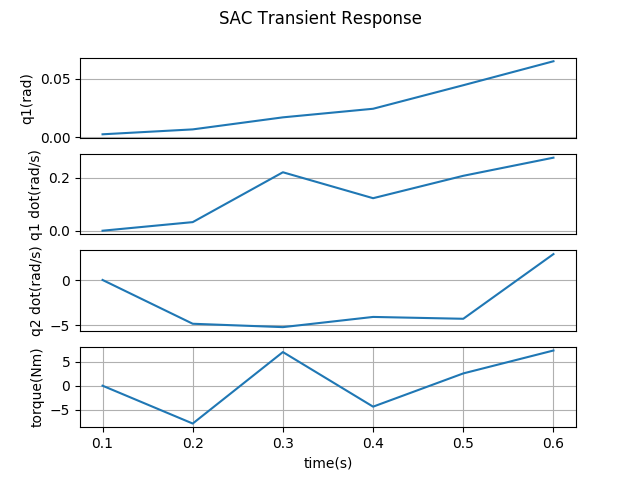 SAC Transient Response
q1(rad)
0.05
0.00
q1 dot(rad/s)
0.2
0.0
q2 dot(rad/s)
0
−5
torque(Nm)
5
0
−5
0.1 0.2 0.3 0.4 0.5 0.6
time(s)